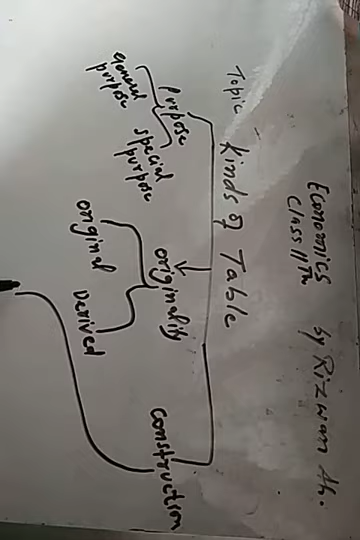 Economics by Rizwan Ah.
Class 11Th
Topic Kinds of Table
Purpose originality Construction
General purpose
special purpose
original
Derived